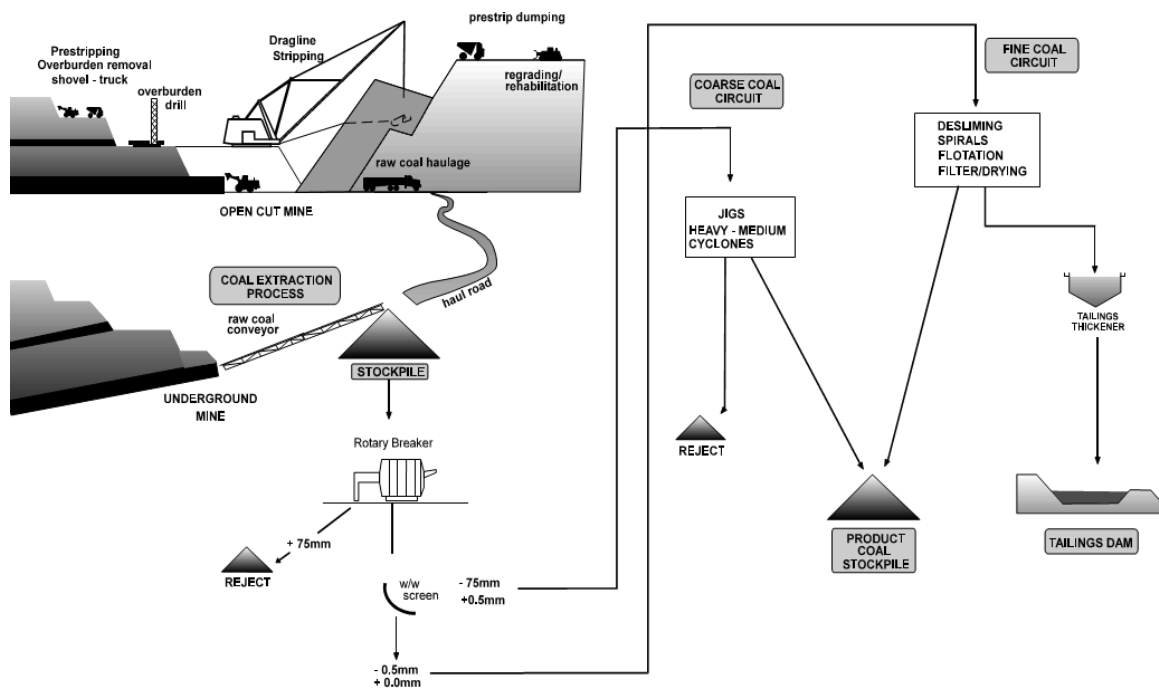 prestrip dumping
Prestripping
Overburden removal
shovel - truck
Dragline
Stripping
overburden
drill
regrading/
rehabilitation
raw coal haulage
OPEN CUT MINE
COAL EXTRACTION
PROCESS
raw coal
conveyor
haul road
STOCKPILE
UNDERGROUND
MINE
Rotary Breaker
+ 75mm
REJECT
w/w
screen
- 75mm
+0.5mm
- 0.5mm
+ 0.0mm
COARSE COAL
CIRCUIT
JIGS
HEAVY - MEDIUM
CYCLONES
REJECT
FINE COAL
CIRCUIT
DESLIMING
SPIRALS
FLOTATION
FILTER/DRYING
TAILINGS
THICKENER
PRODUCT
COAL
STOCKPILE
TAILINGS DAM